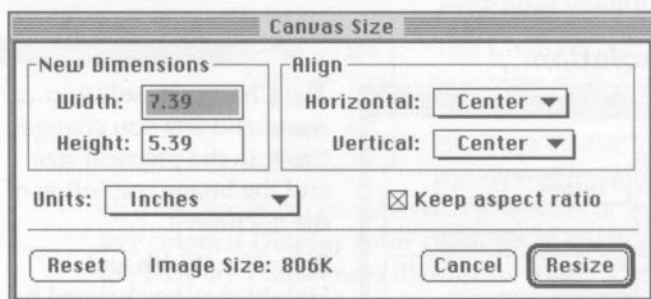 Canvas Size
New Dimensions
Width: 7.39
Height: 5.39
Align
Horizontal: Center
Vertical: Center
Units: Inches
Keep aspect ratio
Reset Image Size: 806K Cancel Resize